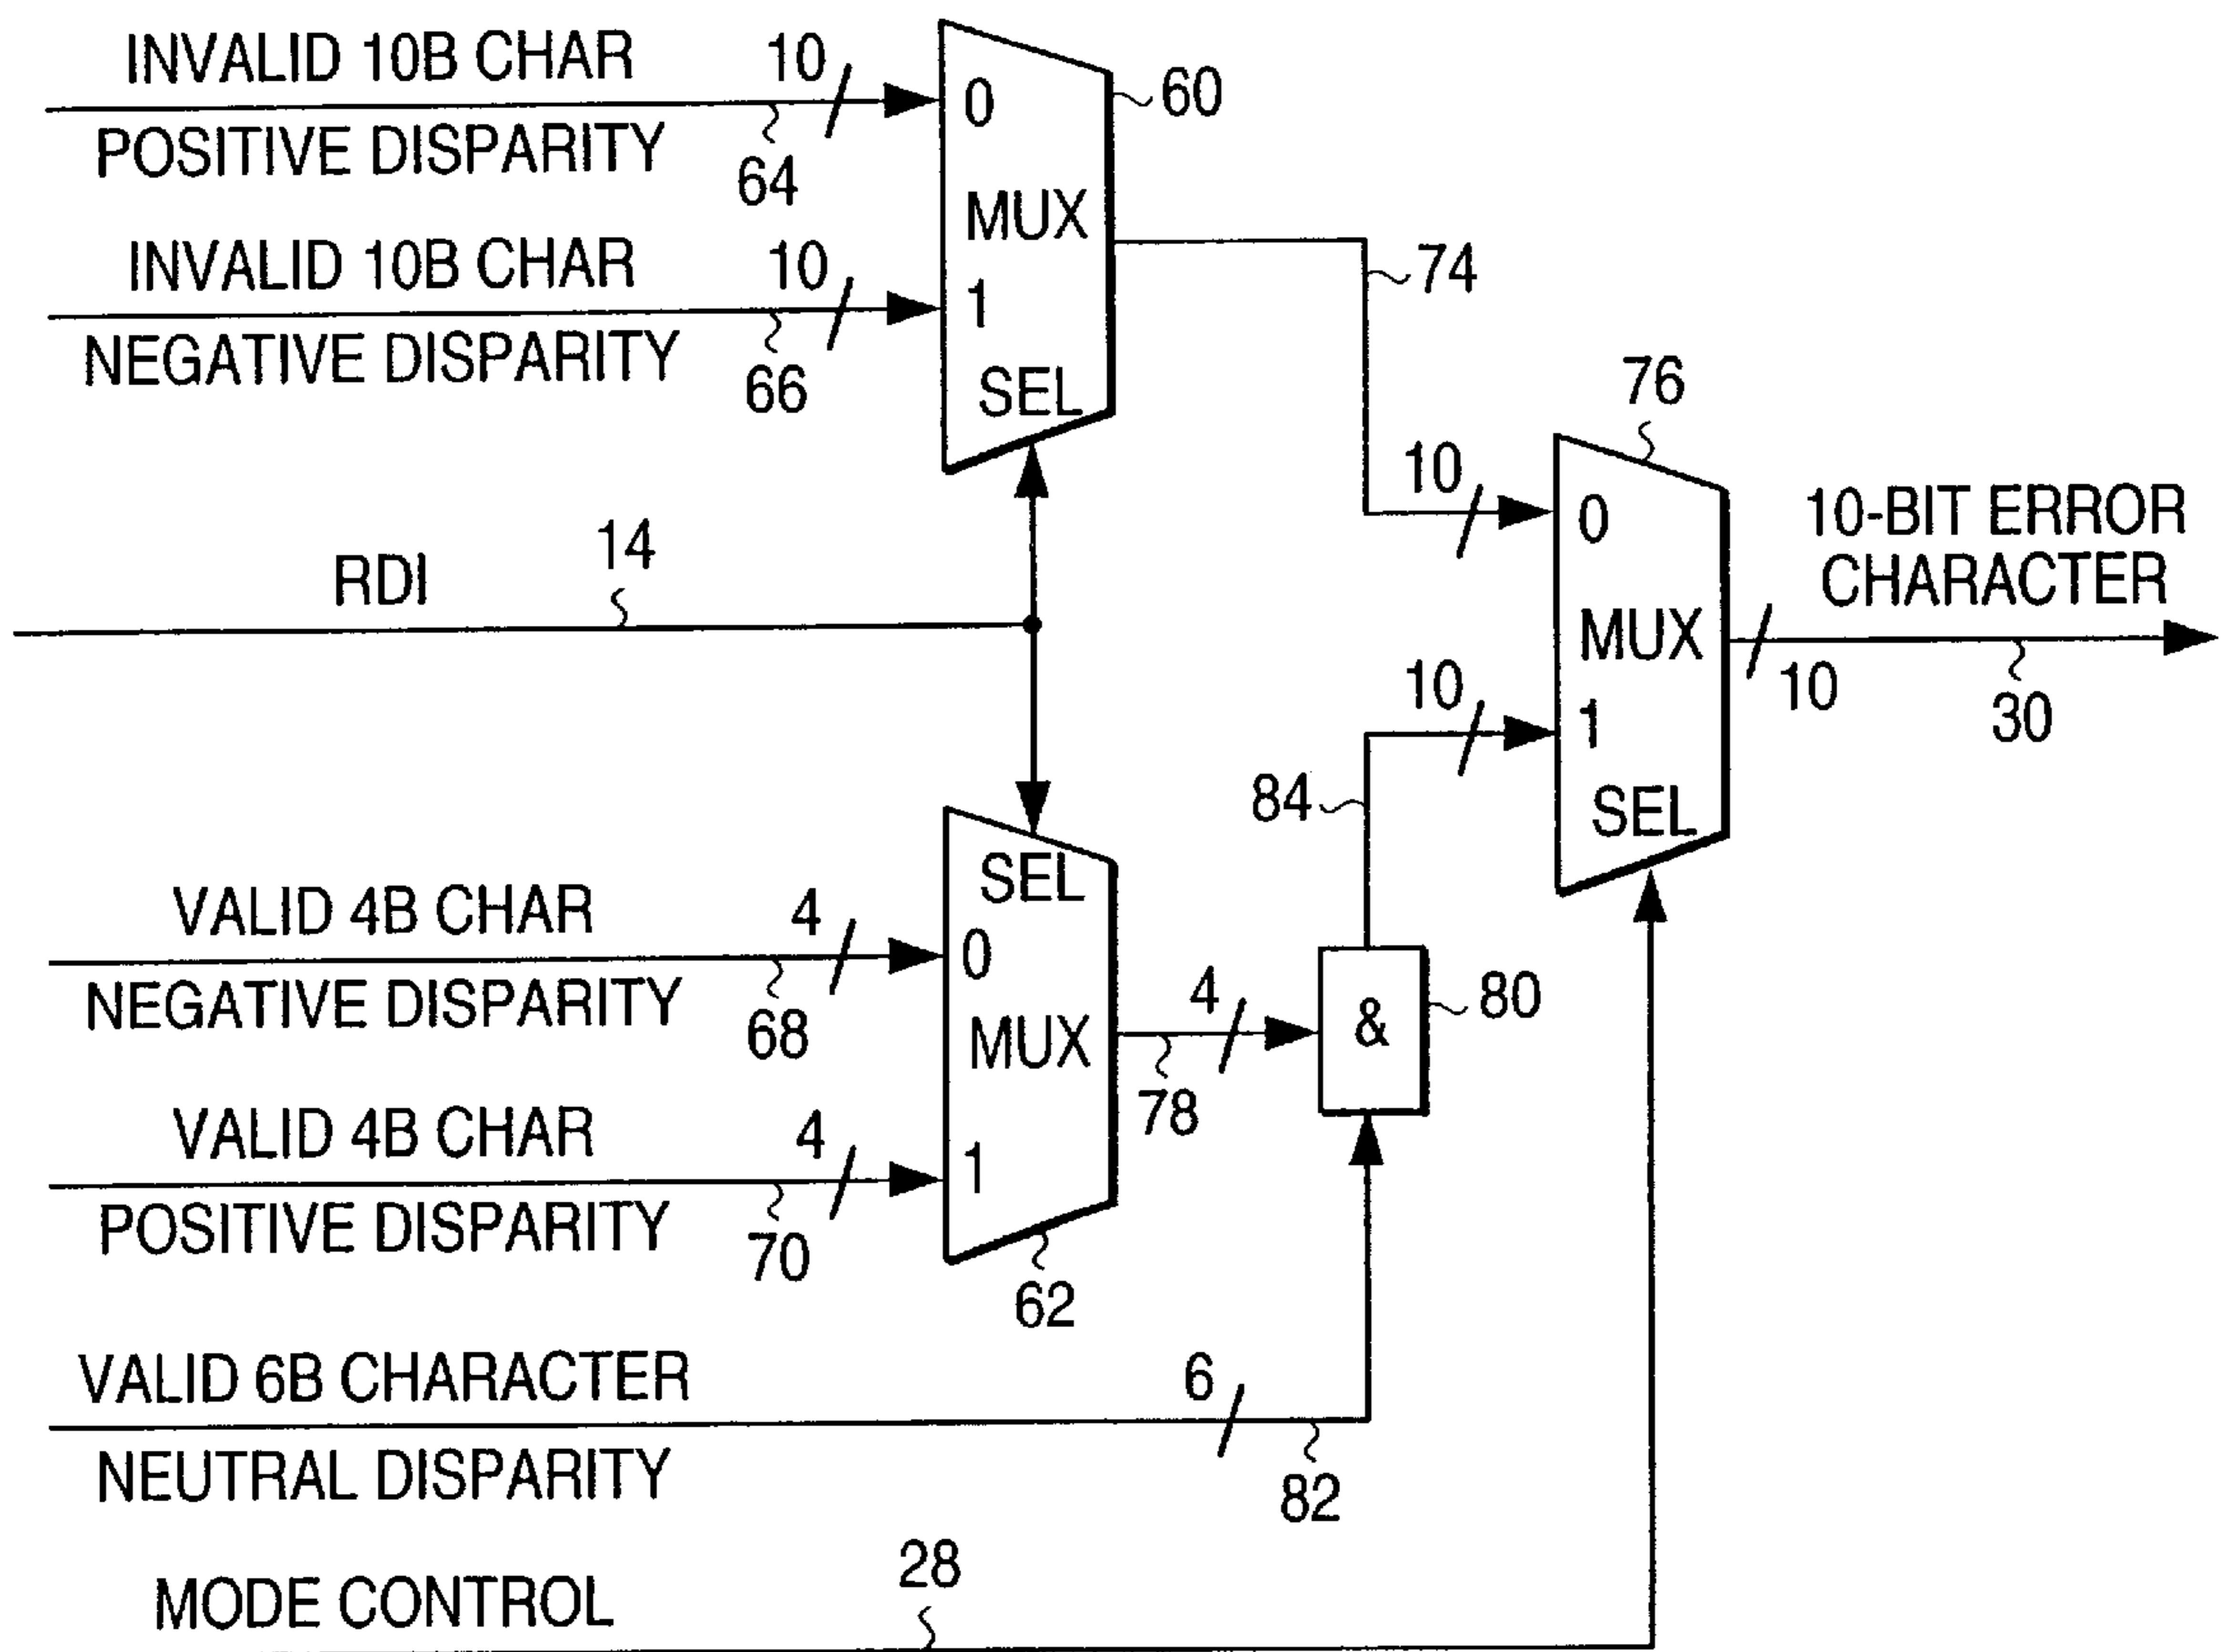 INVALID 10B CHAR
10
POSITIVE DISPARITY
64
0
60
INVALID 10B CHAR
10
NEGATIVE DISPARITY
66
MUX
1
SEL
74
RDI
14
76
10
0
MUX
10
1
SEL
10-BIT ERROR
CHARACTER
10
30
84
VALID 4B CHAR
4
NEGATIVE DISPARITY
68
SEL
0
MUX
1
4
78
&
80
VALID 4B CHAR
4
POSITIVE DISPARITY
70
62
VALID 6B CHARACTER
6
NEUTRAL DISPARITY
82
MODE CONTROL
28